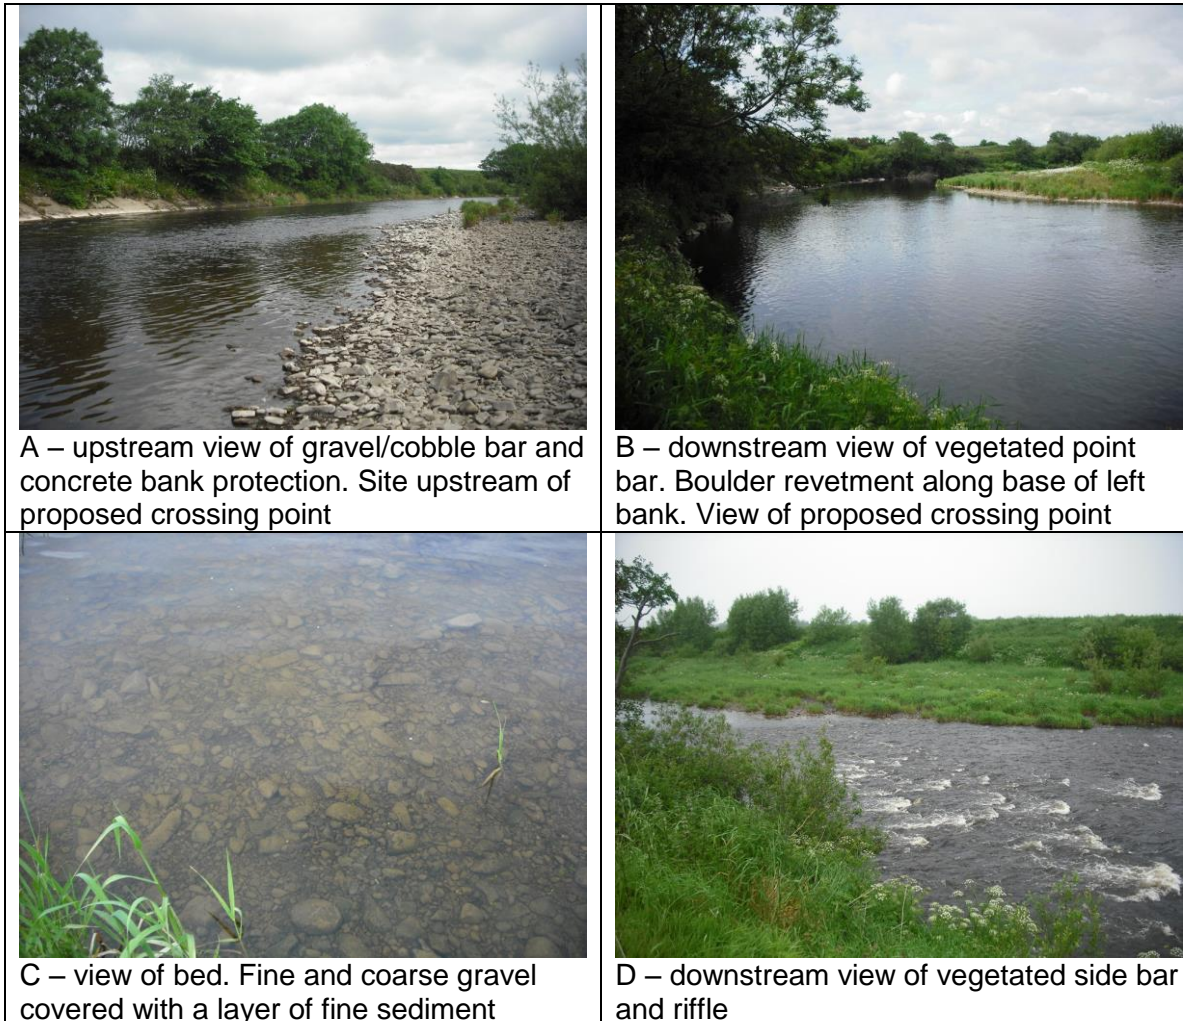 A – upstream view of gravel/cobble bar and
concrete bank protection. Site upstream of
proposed crossing point
B – downstream view of vegetated point
bar. Boulder revetment along base of left
bank. View of proposed crossing point
C – view of bed. Fine and coarse gravel
covered with a layer of fine sediment
D – downstream view of vegetated side bar
and riffle